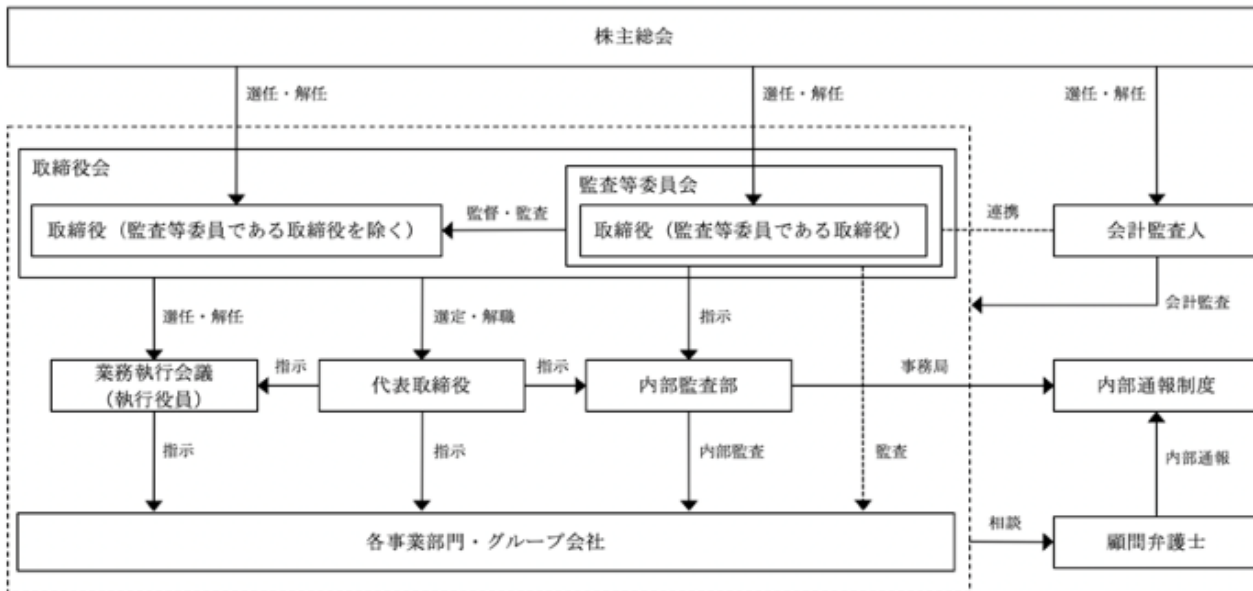 株主総会
選任・解任
選任・解任
選任・解任
取締役会
監査等委員会
取締役（監査等委員である取締役を除く）
監督・監査
取締役（監査等委員である取締役）
連携
会計監査人
会計監査
選任・解任
選定・解職
指示
業務執行会議
（執行役員）
指示
代表取締役
指示
内部監査部
事務局
内部通報制度
指示
指示
内部監査
監査
内部通報
各事業部門・グループ会社
相談
顧問弁護士